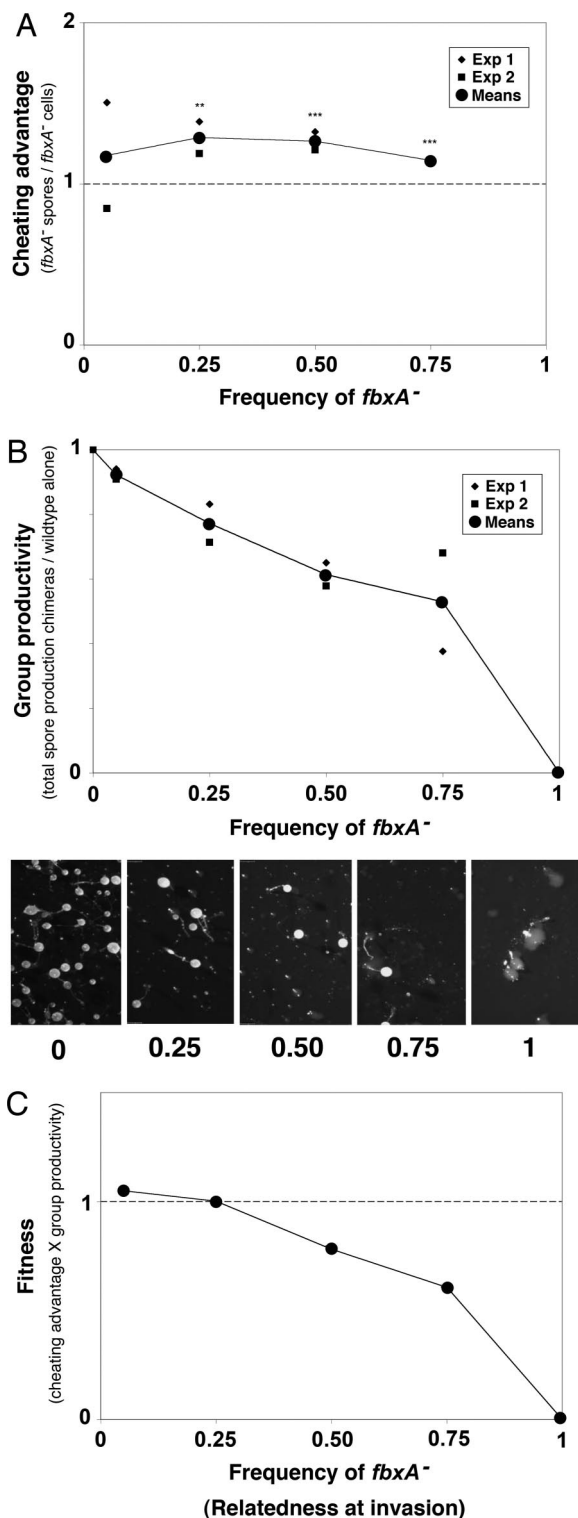 A
2
Exp 1
Exp 2
Means
**
***
***
1
0
Cheating advantage
(fbxA⁻ spores / fbxA⁻ cells)
0
0.25
0.50
0.75
1
Frequency of fbxA⁻
B
1
Exp 1
Exp 2
Means
0
Group productivity
(total spore production chimeras / wildtype alone)
0
0.25
0.50
0.75
1
Frequency of fbxA⁻
0
0.25
0.50
0.75
1
C
1
0
Fitness
(cheating advantage X group productivity)
0
0.25
0.50
0.75
1
Frequency of fbxA⁻
(Relatedness at invasion)